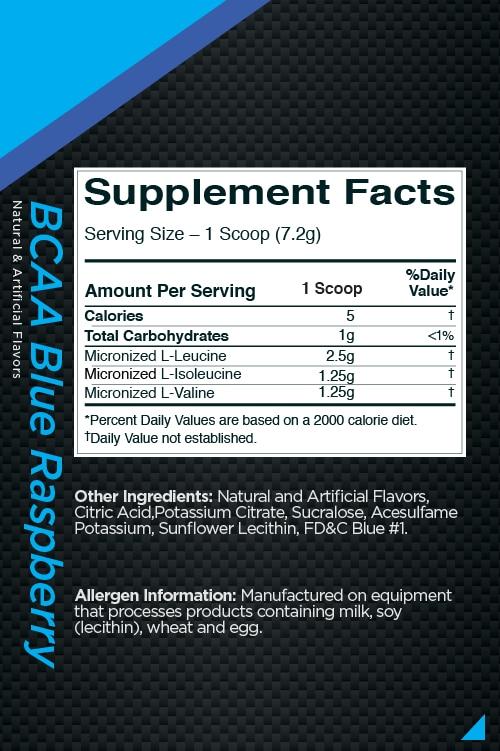 Supplement Facts
Serving Size – 1 Scoop (7.2g)
Amount Per Serving 1 Scoop %Daily Value*
Calories 5 †
Total Carbohydrates 1g <1%
Micronized L-Leucine 2.5g †
Micronized L-Isoleucine 1.25g †
Micronized L-Valine 1.25g †
*Percent Daily Values are based on a 2000 calorie diet.
†Daily Value not established.
BCAA Blue Raspberry
Natural & Artificial Flavors
Other Ingredients: Natural and Artificial Flavors,
Citric Acid,Potassium Citrate, Sucralose, Acesulfame
Potassium, Sunflower Lecithin, FD&C Blue #1.
Allergen Information: Manufactured on equipment
that processes products containing milk, soy
(lecithin), wheat and egg.